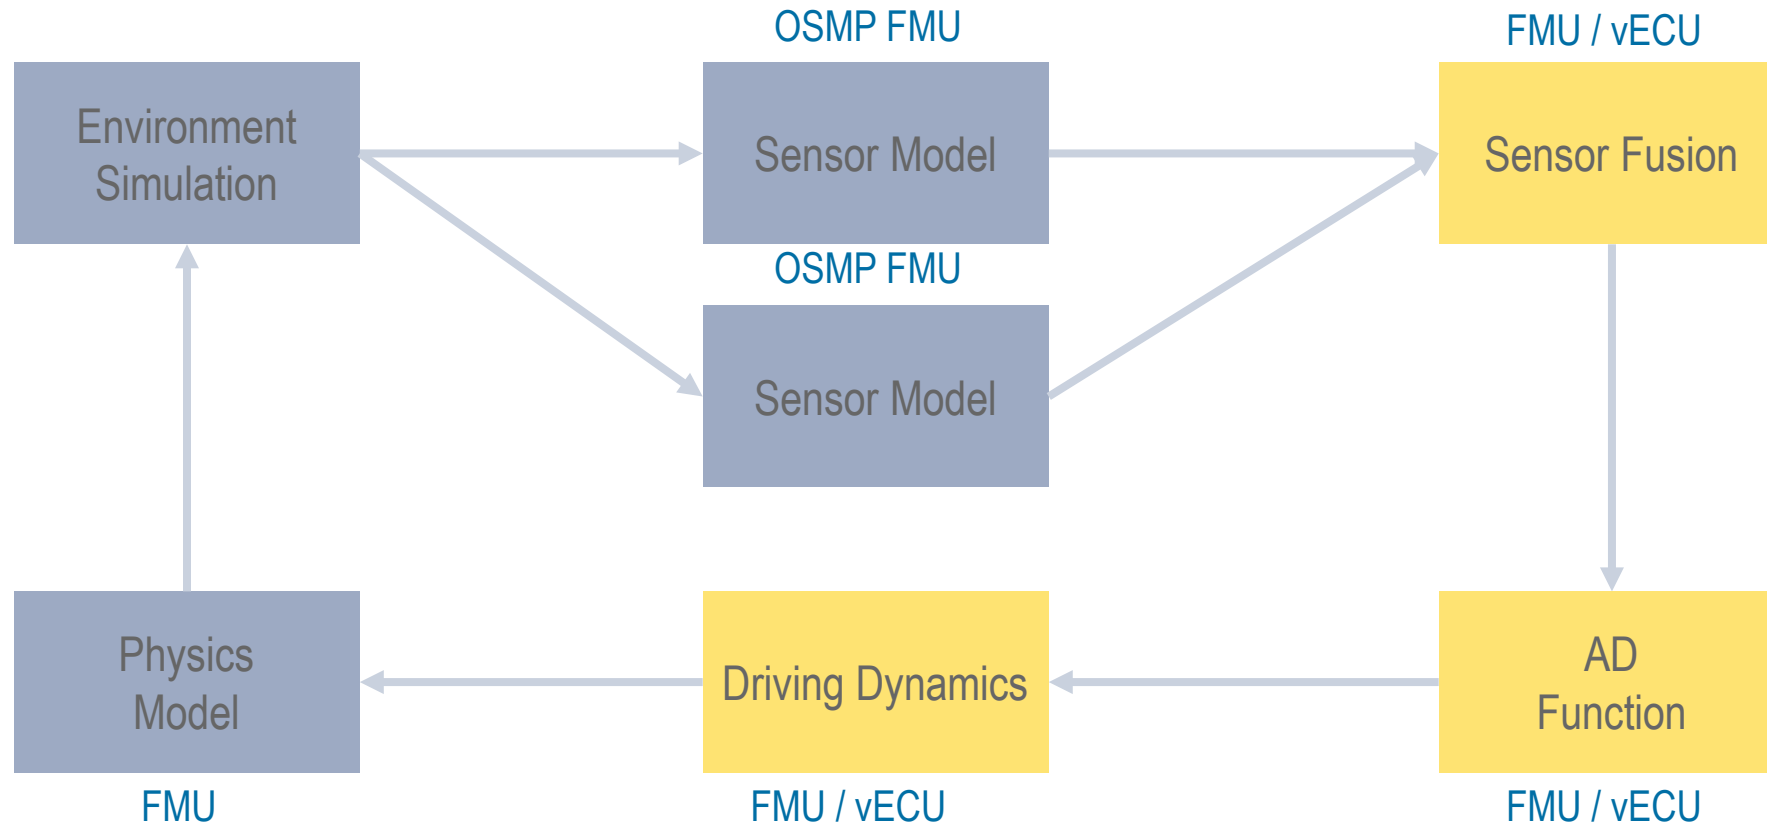 OSMP FMU
FMU / vECU
Environment
Simulation
Sensor Model
Sensor Fusion
OSMP FMU
Sensor Model
Physics
Model
Driving Dynamics
AD
Function
FMU
FMU / vECU
FMU / vECU